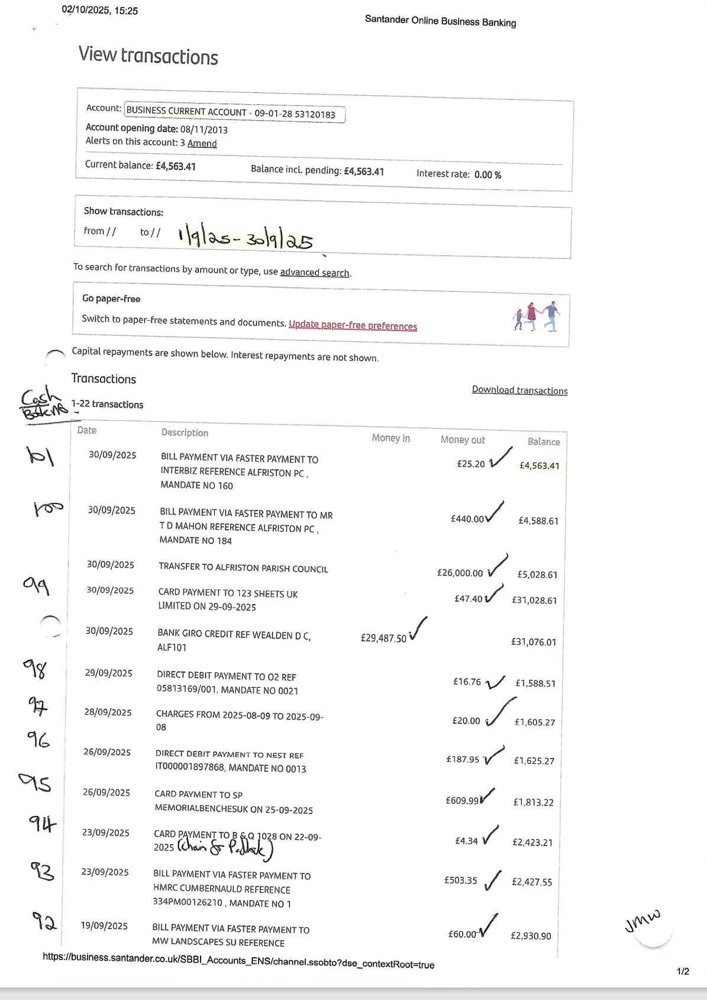 02/10/2025, 15:25
Santander Online Business Banking
View transactions
Account: BUSINESS CURRENT ACCOUNT - 09-01-28 53120183
Account opening date: 08/11/2013
Alerts on this account: 3 Amend
Current balance: £4,563.41 Balance incl. pending: £4,563.41 Interest rate: 0.00 %
Show transactions:
from / / to / / 1/9/25 - 30/9/25
To search for transactions by amount or type, use advanced search.
Go paper-free
Switch to paper-free statements and documents. Update paper-free preferences
Capital repayments are shown below. Interest repayments are not shown.
Transactions
Download transactions
Cash
1-22 transactions
Date Description Money in Money out Balance
101 30/09/2025 BILL PAYMENT VIA FASTER PAYMENT TO £25.20 £4,563.41
INTERBIZ REFERENCE ALFRISTON PC ,
MANDATE NO 160
100 30/09/2025 BILL PAYMENT VIA FASTER PAYMENT TO MR £440.00 £4,588.61
T D MAHON REFERENCE ALFRISTON PC ,
MANDATE NO 184
30/09/2025 TRANSFER TO ALFRISTON PARISH COUNCIL £26,000.00 £5,028.61
99 30/09/2025 CARD PAYMENT TO 123 SHEETS UK £47.40 £31,028.61
LIMITED ON 29-09-2025
30/09/2025 BANK GIRO CREDIT REF WEALDEN D C, £29,487.50 £31,076.01
ALF101
98 29/09/2025 DIRECT DEBIT PAYMENT TO O2 REF £16.76 £1,588.51
05813169/001, MANDATE NO 0021
97 28/09/2025 CHARGES FROM 2025-08-09 TO 2025-09- £20.00 £1,605.27
08
96 26/09/2025 DIRECT DEBIT PAYMENT TO NEST REF £187.95 £1,625.27
IT000001897868, MANDATE NO 0013
95 26/09/2025 CARD PAYMENT TO SP £609.99 £1,813.22
MEMORIALBENCHESUK ON 25-09-2025
94 23/09/2025 CARD PAYMENT TO B & Q 1028 ON 22-09- £4.34 £2,423.21
2025 (Chain for Padlock)
93 23/09/2025 BILL PAYMENT VIA FASTER PAYMENT TO £503.35 £2,427.55
HMRC CUMBERNAULD REFERENCE
334PM00126210 , MANDATE NO 1
92 19/09/2025 BILL PAYMENT VIA FASTER PAYMENT TO £60.00 £2,930.90
MW LANDSCAPES SU REFERENCE
JMW
https://business.santander.co.uk/SBBI_Accounts_ENS/channel.ssobto?dse_contextRoot=true
1/2